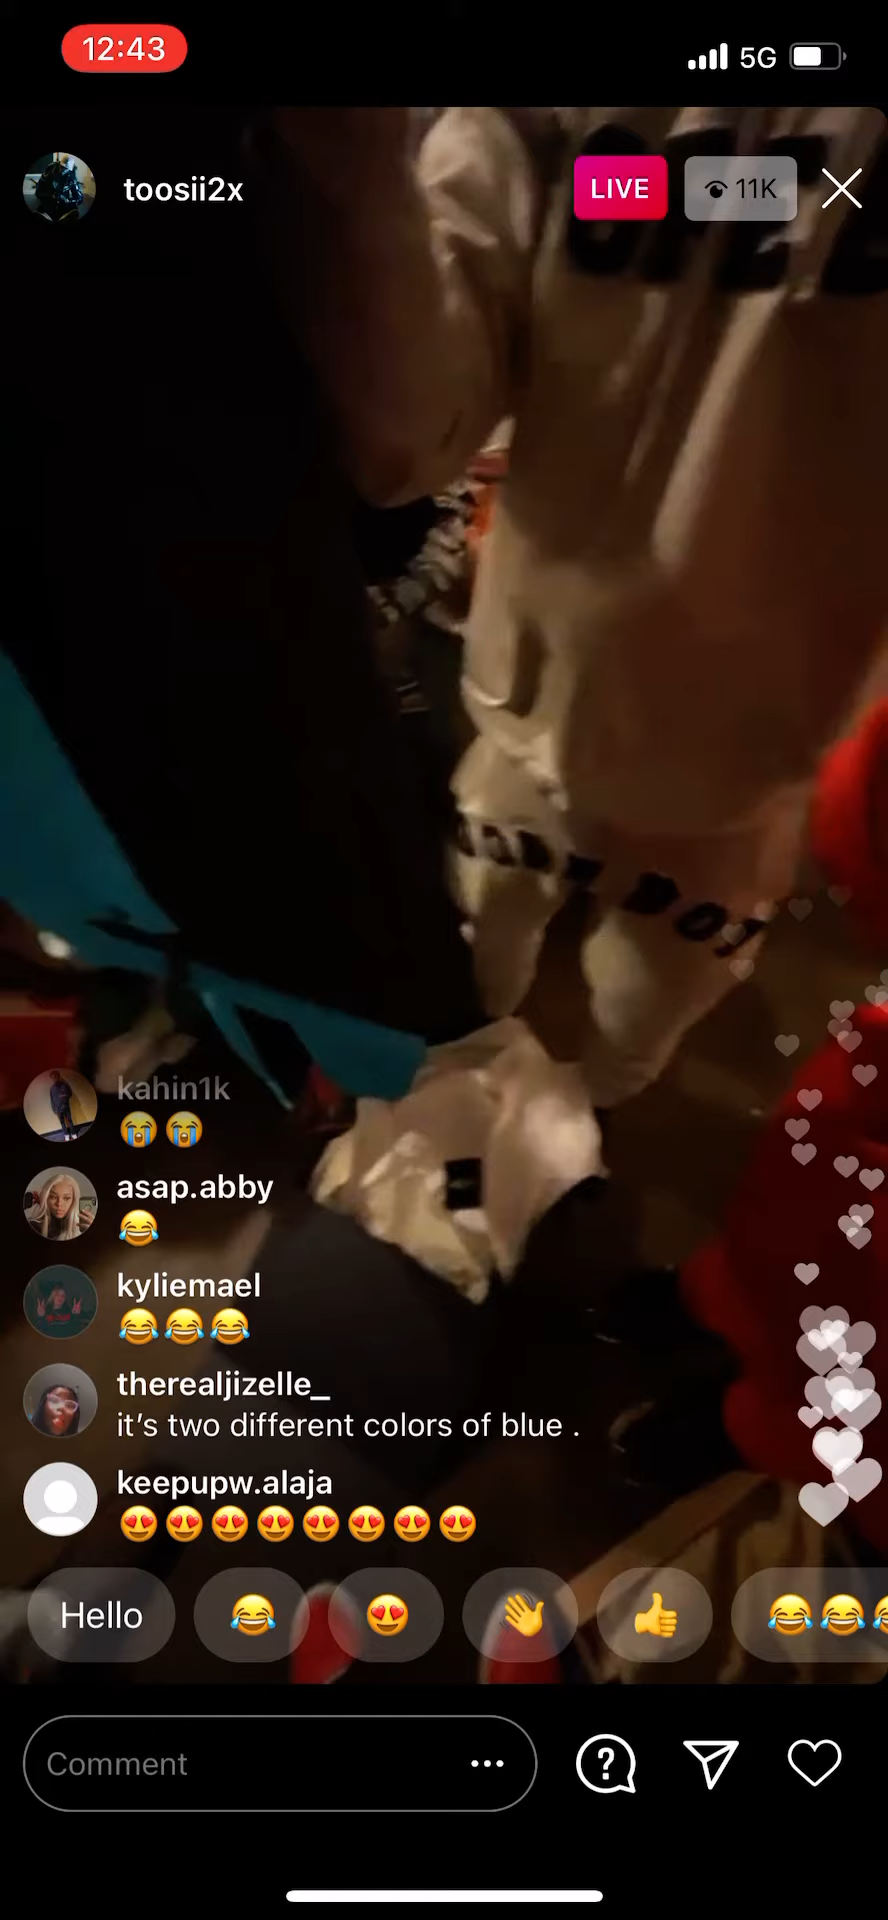 12:43
5G
toosii2x
LIVE
11K
kahin1k
😭😭
asap.abby
😂
kyliemael
😂😂😂
therealjizelle_
it's two different colors of blue .
keepupw.alaja
😍😍😍😍😍😍😍😍
Hello
😂
😍
👋
👍
😂😂
Comment